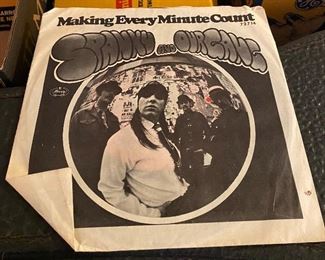 Making Every Minute Count
72714
SPANKY AND OUR GANG